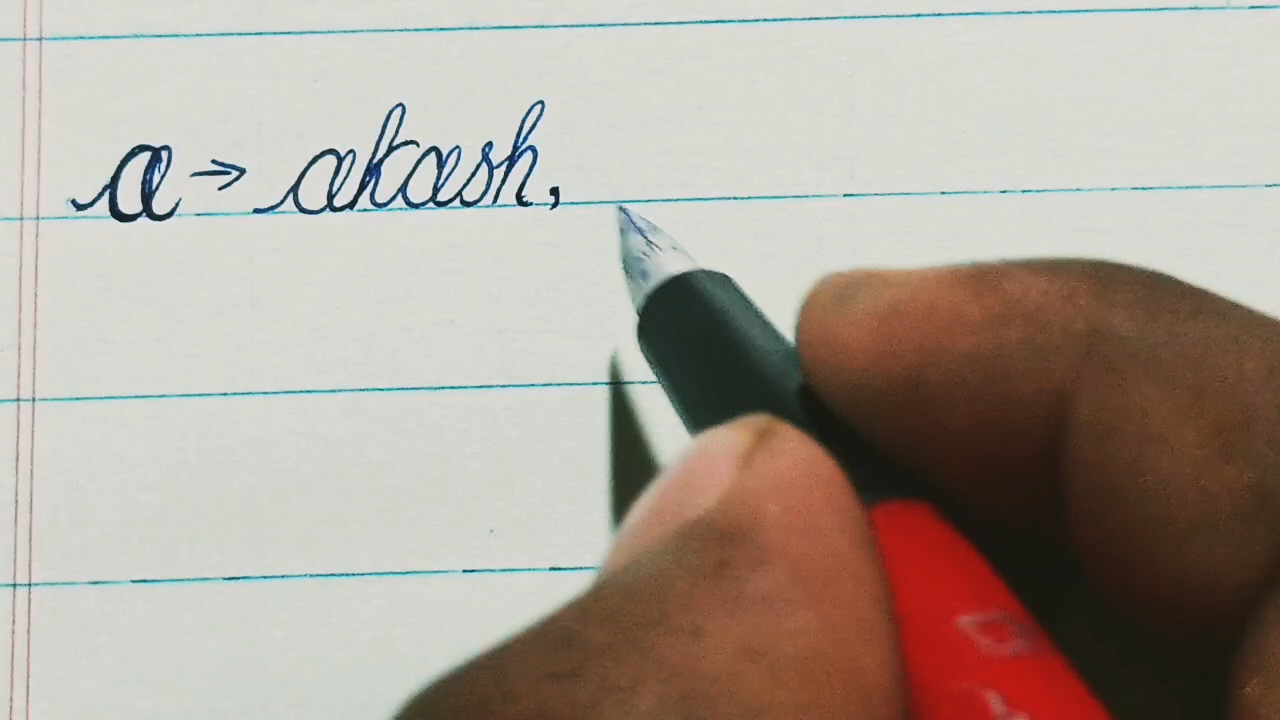 a → akash,